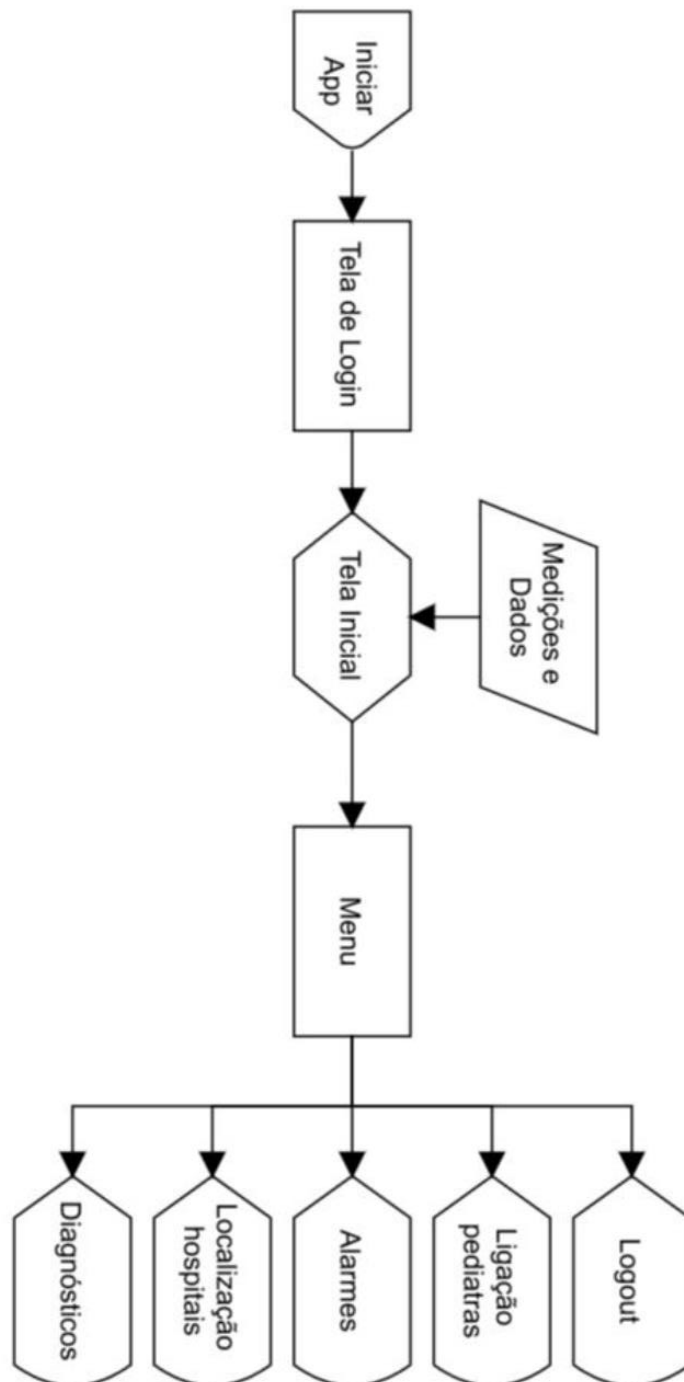 Iniciar
App
Tela de Login
Tela Inicial
Medições e
Dados
Menu
Logout
Ligação
pediatras
Alarmes
Localização
hospitais
Diagnósticos